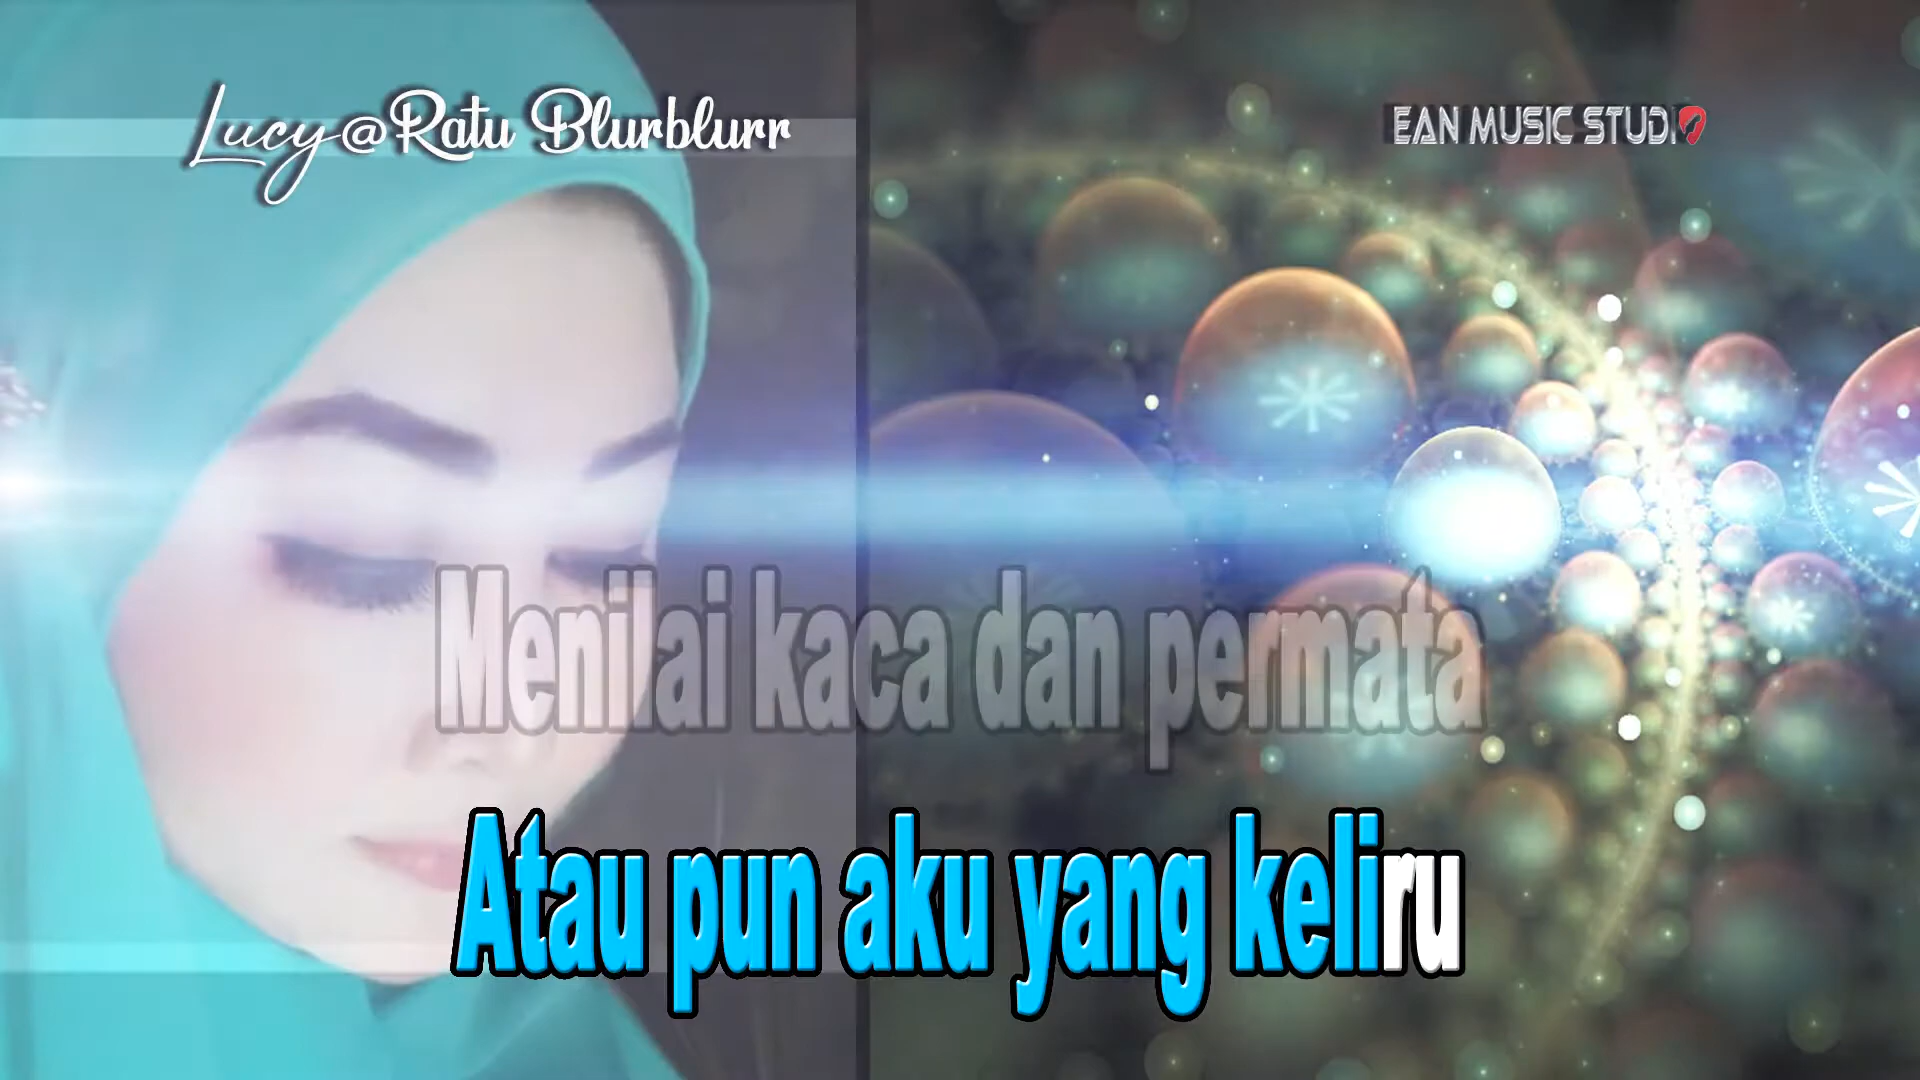 Lucy@Ratu Blurblurr
EAN MUSIC STUDIO
Menilai kaca dan permata
Atau pun aku yang keliru